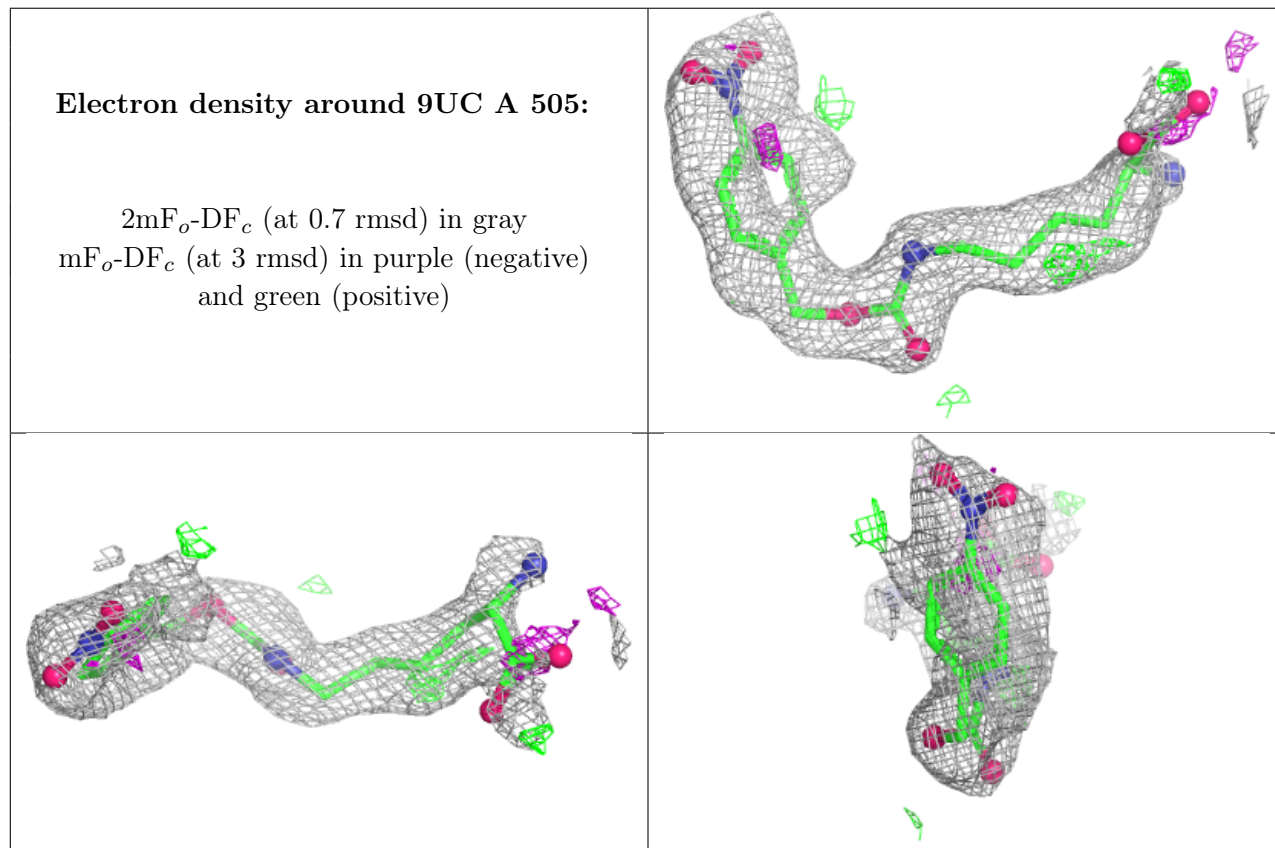 Electron density around 9UC A 505:
2mFo-DFc (at 0.7 rmsd) in gray
mFo-DFc (at 3 rmsd) in purple (negative)
and green (positive)